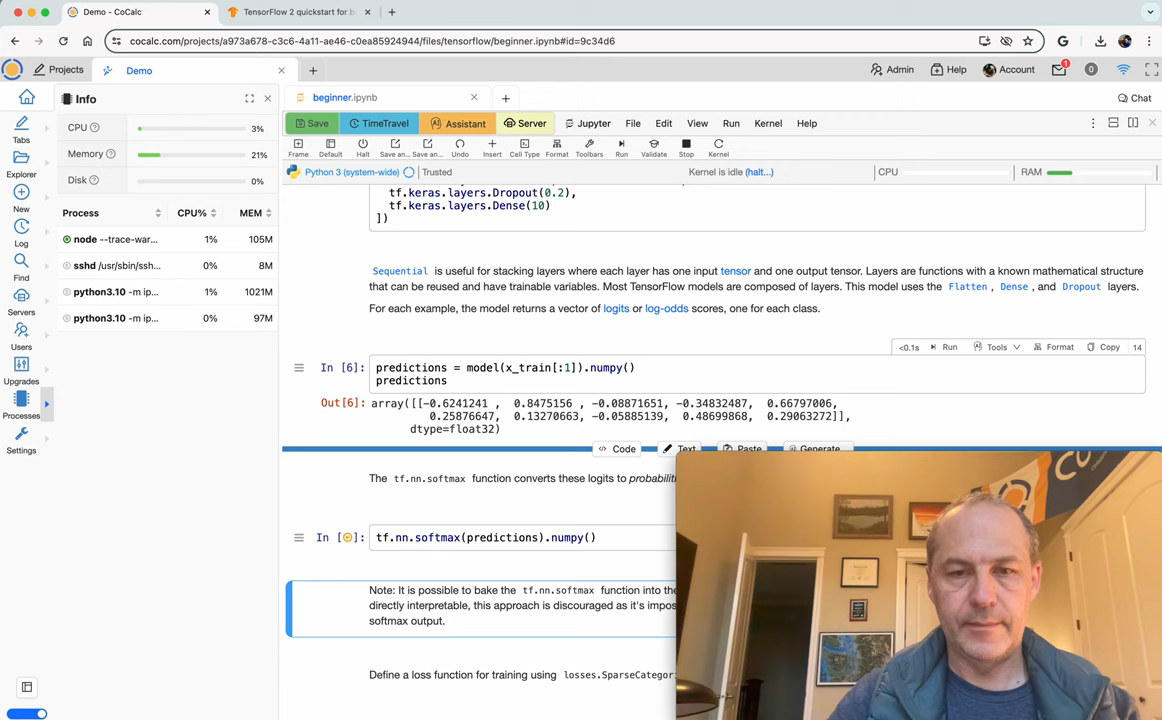 Demo - CoCalc
TensorFlow 2 quickstart for b
cocalc.com/projects/a973a678-c3c6-4a11-ae46-c0ea85924944/files/tensorflow/beginner.ipynb#id=9c34d6
Projects
Demo
Admin
Help
Account
1
0
Info
beginner.ipynb
Chat
CPU
3%
Save
TimeTravel
Assistant
Server
Jupyter
File
Edit
View
Run
Kernel
Help
Tabs
Memory
21%
Frame
Default
Halt
Save an...
Save an...
Undo
Insert
Cell Type
Format
Toolbars
Run
Validate
Stop
Kernel
Explorer
Disk
0%
Python 3 (system-wide)
Trusted
Kernel is idle (halt...)
CPU
RAM
New
Process
CPU%
MEM
Log
node --trace-war...
1%
105M
Find
sshd /usr/sbin/ssh...
0%
8M
Servers
python3.10 -m ip...
1%
1021M
Users
python3.10 -m ip...
0%
97M
Upgrades
Processes
Settings
tf.keras.layers.Dropout(0.2),
tf.keras.layers.Dense(10)
])
Sequential is useful for stacking layers where each layer has one input tensor and one output tensor. Layers are functions with a known mathematical structure
that can be reused and have trainable variables. Most TensorFlow models are composed of layers. This model uses the Flatten , Dense , and Dropout layers.
For each example, the model returns a vector of logits or log-odds scores, one for each class.
<0.1s
Run
Tools
Format
Copy
14
In [6]:
predictions = model(x_train[:1]).numpy()
predictions
Out[6]:
array([[-0.6241241 , 0.8475156 , -0.08871651, -0.34832487, 0.66797006,
0.25876647, 0.13270663, -0.05885139, 0.48699868, 0.29063272]],
dtype=float32)
Code
Text
Paste
Generate
The tf.nn.softmax function converts these logits to
In [ ]:
tf.nn.softmax(predictions).numpy()
Note: It is possible to bake the tf.nn.softmax function into the
directly interpretable, this approach is discouraged as it's
softmax output.
Define a loss function for training using